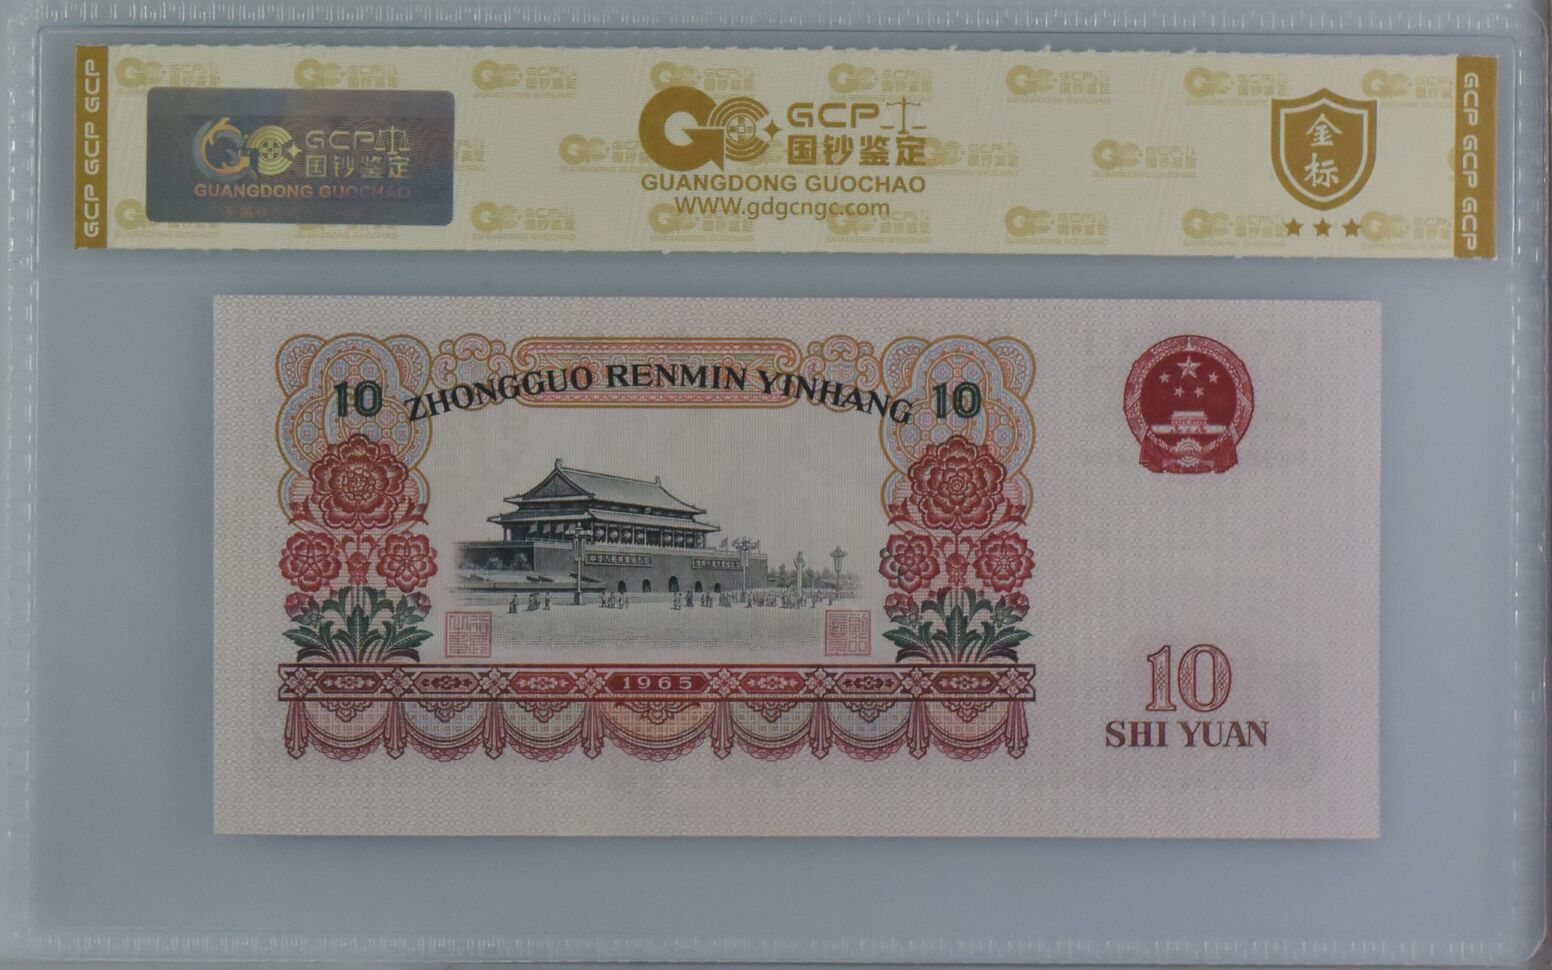 GCP GCP GCP
GCP
国钞鉴定
GUANGDONG GUOCHAO
GCP
国钞鉴定
GUANGDONG GUOCHAO
WWW.gdgcngc.com
金标
GCP GCP GCP
10 ZHONGGUO RENMIN YINHANG 10
1965
10
SHI YUAN